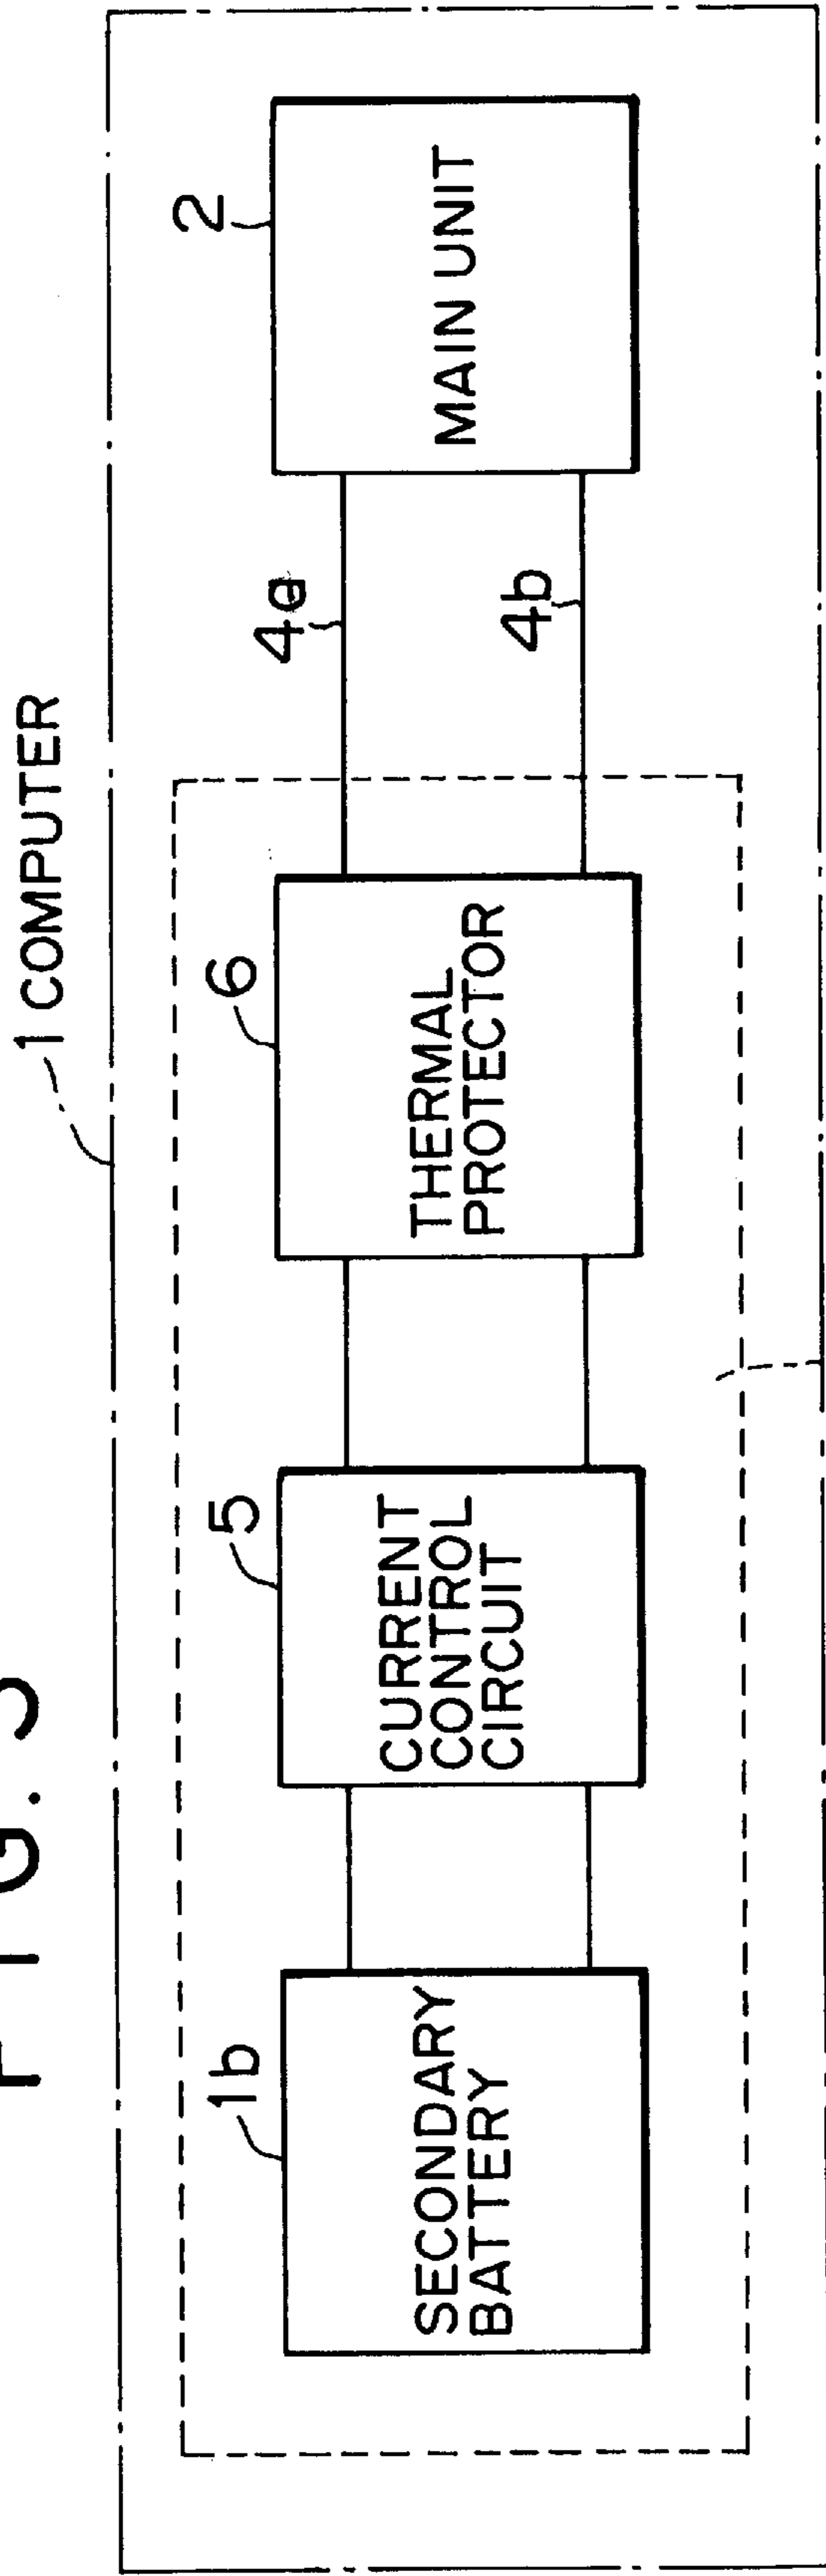 1 COMPUTER
1b
SECONDARY
BATTERY
5
CURRENT
CONTROL
CIRCUIT
6
THERMAL
PROTECTOR
4a
4b
2
MAIN UNIT